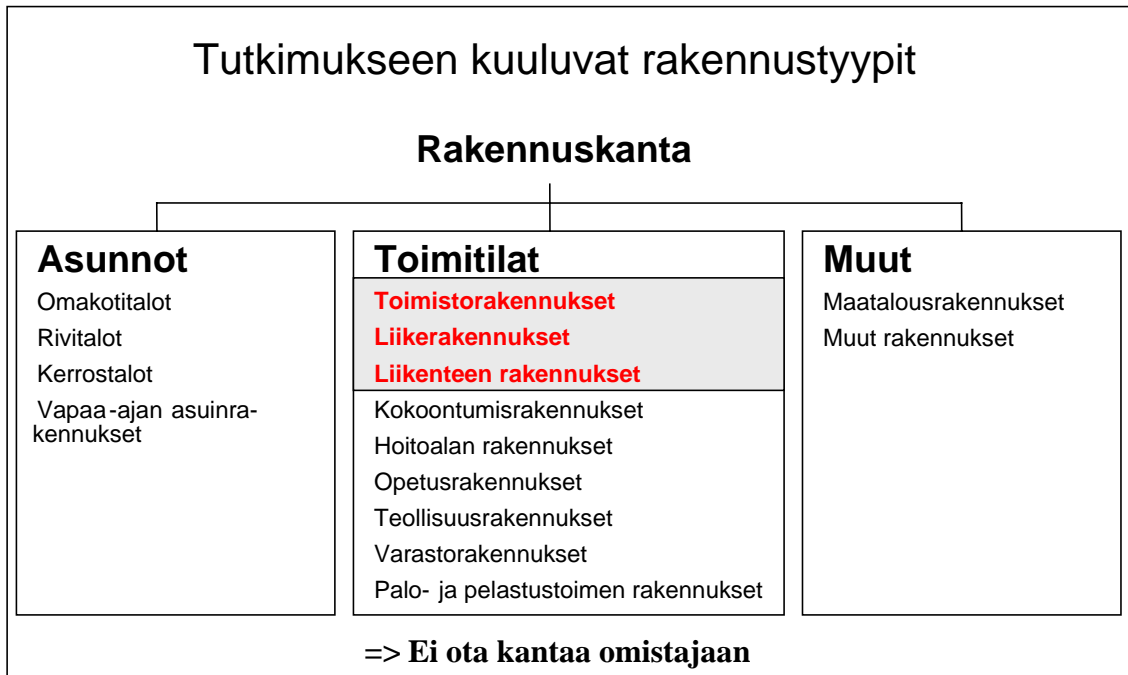 Tutkimukseen kuuluvat rakennustyypit
Rakennuskanta
Asunnot
Omakotitalot
Rivitalot
Kerrostalot
Vapaa-ajan asuinra-
kennukset
Toimitilat
Toimistorakennukset
Liikerakennukset
Liikenteen rakennukset
Kokoontumisrakennukset
Hoitoalan rakennukset
Opetusrakennukset
Teollisuusrakennukset
Varastorakennukset
Palo- ja pelastustoimen rakennukset
Muut
Maatalousrakennukset
Muut rakennukset
=> Ei ota kantaa omistajaan